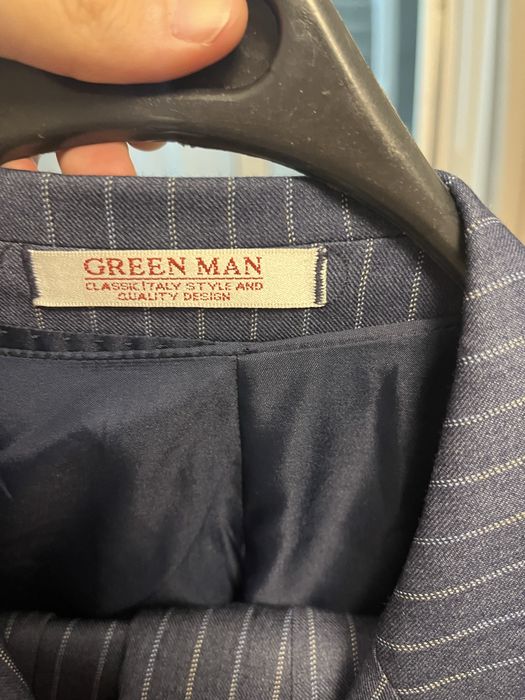 GREEN MAN
CLASSIC ITALY STYLE AND
QUALITY DESIGN